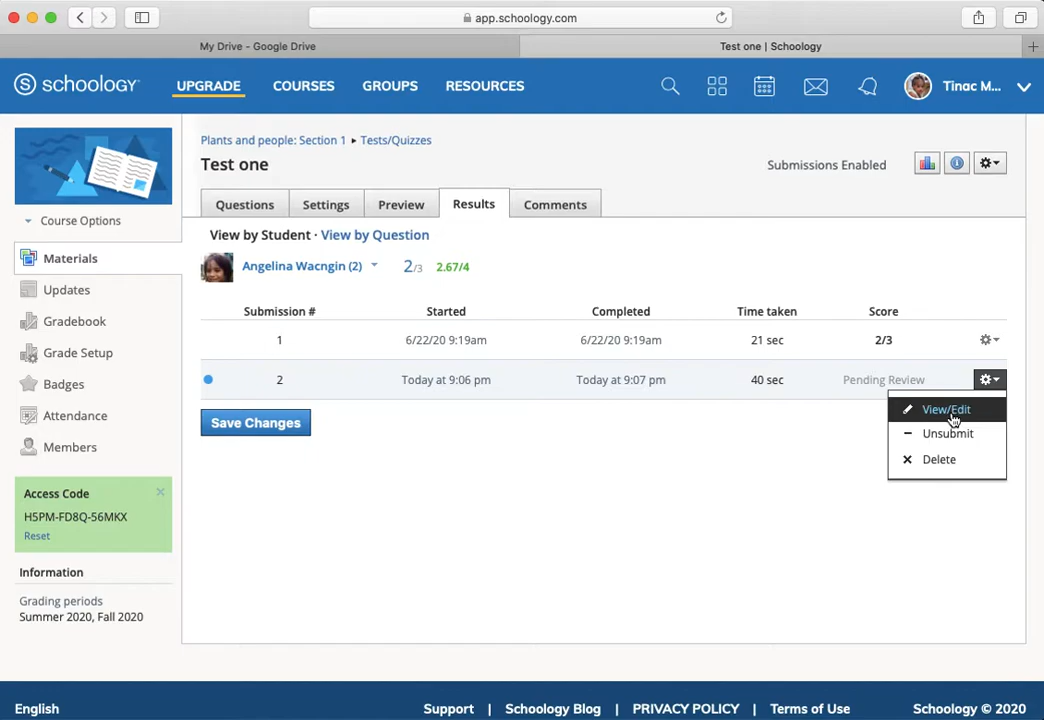 app.schoology.com
My Drive - Google Drive
Test one | Schoology
S schoology
UPGRADE
COURSES
GROUPS
RESOURCES
Tinac M...
Plants and people: Section 1 ▸ Tests/Quizzes
Test one
Submissions Enabled
Course Options
Questions
Settings
Preview
Results
Comments
View by Student · View by Question
Materials
Angelina Wacngin (2)
2/3
2.67/4
Updates
Gradebook
Grade Setup
Badges
Attendance
Members
Submission #
Started
Completed
Time taken
Score
1
6/22/20 9:19am
6/22/20 9:19am
21 sec
2/3
2
Today at 9:06 pm
Today at 9:07 pm
40 sec
Pending Review
View/Edit
Unsubmit
Delete
Save Changes
Access Code
H5PM-FD8Q-56MKX
Reset
Information
Grading periods
Summer 2020, Fall 2020
English
Support | Schoology Blog | PRIVACY POLICY | Terms of Use
Schoology © 2020